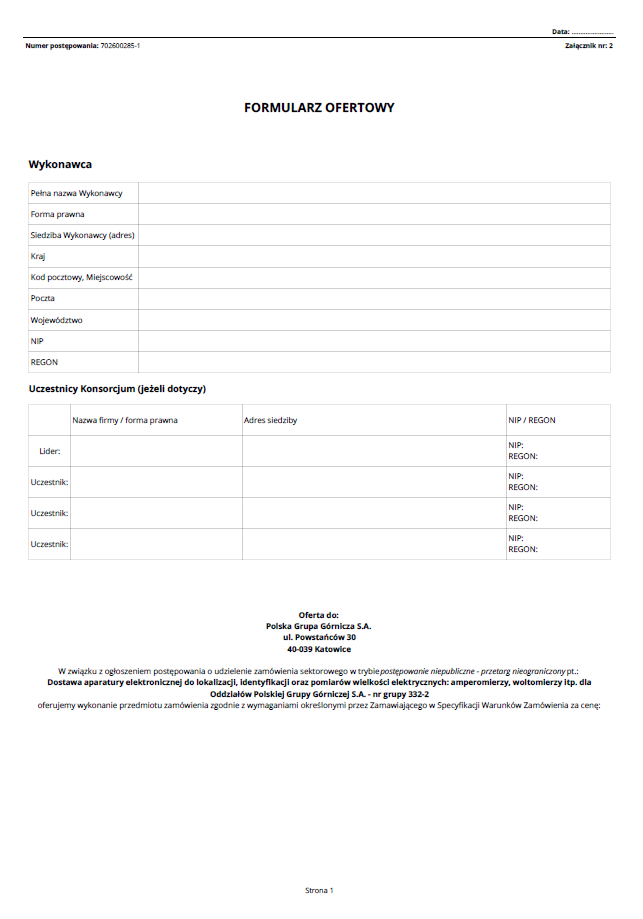 Data: ......................
Numer postępowania: 702600285-1
Załącznik nr: 2
FORMULARZ OFERTOWY
Wykonawca
Pełna nazwa Wykonawcy
Forma prawna
Siedziba Wykonawcy (adres)
Kraj
Kod pocztowy, Miejscowość
Poczta
Województwo
NIP
REGON
Uczestnicy Konsorcjum (jeżeli dotyczy)
Nazwa firmy / forma prawna
Adres siedziby
NIP / REGON
Lider:
NIP:
REGON:
Uczestnik:
NIP:
REGON:
Uczestnik:
NIP:
REGON:
Uczestnik:
NIP:
REGON:
Oferta do:
Polska Grupa Górnicza S.A.
ul. Powstańców 30
40-039 Katowice
W związku z ogłoszeniem postępowania o udzielenie zamówienia sektorowego w trybiepostępowanie niepubliczne - przetarg nieograniczony pt.:
Dostawa aparatury elektronicznej do lokalizacji, identyfikacji oraz pomiarów wielkości elektrycznych: amperomierzy, woltomierzy itp. dla
Oddziałów Polskiej Grupy Górniczej S.A. - nr grupy 332-2
oferujemy wykonanie przedmiotu zamówienia zgodnie z wymaganiami określonymi przez Zamawiającego w Specyfikacji Warunków Zamówienia za cenę:
Strona 1